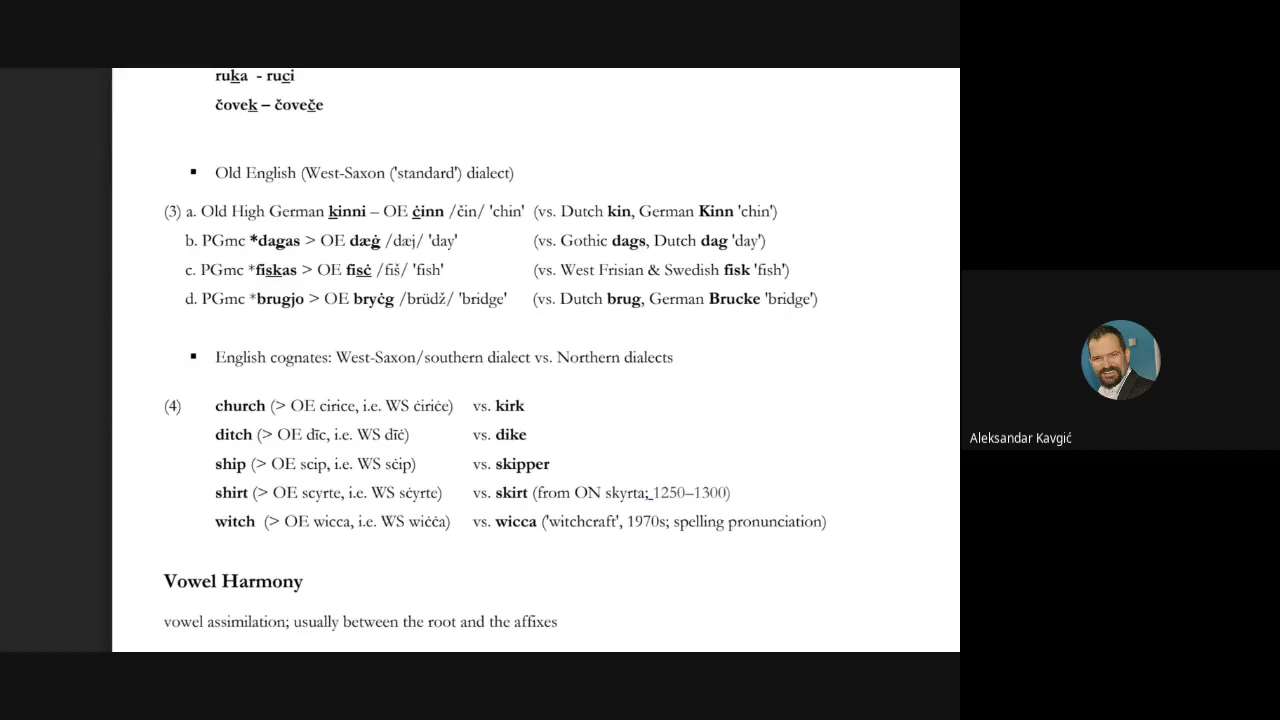 ruka - ruci
čovek – čoveče
▪ Old English (West-Saxon ('standard') dialect)
(3) a. Old High German kinni – OE ċinn /čin/ 'chin' (vs. Dutch kin, German Kinn 'chin')
b. PGmc *dagas > OE dæġ /dæj/ 'day' (vs. Gothic dags, Dutch dag 'day')
c. PGmc *fiskas > OE fisċ /fiš/ 'fish' (vs. West Frisian & Swedish fisk 'fish')
d. PGmc *brugjo > OE bryċg /brüdž/ 'bridge' (vs. Dutch brug, German Brucke 'bridge')
▪ English cognates: West-Saxon/southern dialect vs. Northern dialects
(4) church (> OE cirice, i.e. WS ċiriċe) vs. kirk
ditch (> OE dīc, i.e. WS dīċ) vs. dike
ship (> OE scip, i.e. WS sċip) vs. skipper
shirt (> OE scyrte, i.e. WS sċyrte) vs. skirt (from ON skyrta; 1250–1300)
witch (> OE wicca, i.e. WS wiċċa) vs. wicca ('witchcraft', 1970s; spelling pronunciation)
Vowel Harmony
vowel assimilation; usually between the root and the affixes
Aleksandar Kavgić